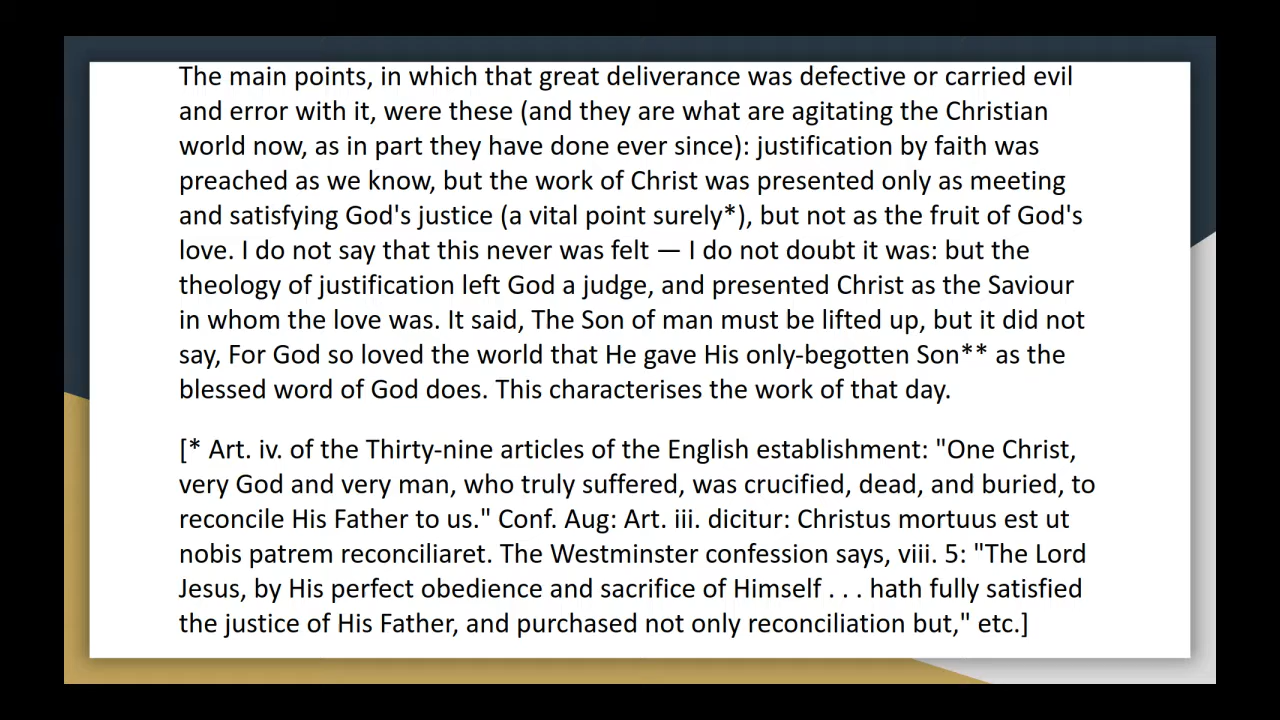 The main points, in which that great deliverance was defective or carried evil
and error with it, were these (and they are what are agitating the Christian
world now, as in part they have done ever since): justification by faith was
preached as we know, but the work of Christ was presented only as meeting
and satisfying God's justice (a vital point surely*), but not as the fruit of God's
love. I do not say that this never was felt — I do not doubt it was: but the
theology of justification left God a judge, and presented Christ as the Saviour
in whom the love was. It said, The Son of man must be lifted up, but it did not
say, For God so loved the world that He gave His only-begotten Son** as the
blessed word of God does. This characterises the work of that day.
[* Art. iv. of the Thirty-nine articles of the English establishment: "One Christ,
very God and very man, who truly suffered, was crucified, dead, and buried, to
reconcile His Father to us." Conf. Aug: Art. iii. dicitur: Christus mortuus est ut
nobis patrem reconciliaret. The Westminster confession says, viii. 5: "The Lord
Jesus, by His perfect obedience and sacrifice of Himself . . . hath fully satisfied
the justice of His Father, and purchased not only reconciliation but," etc.]